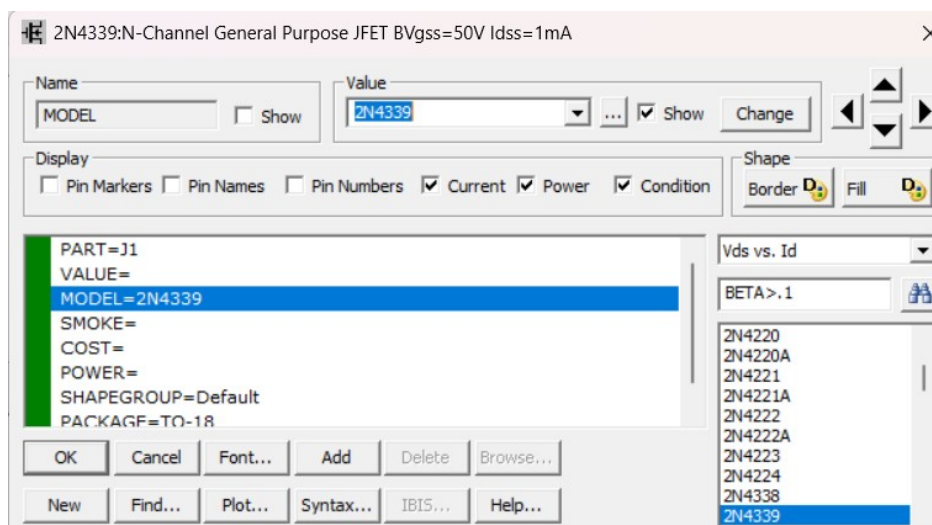 2N4339:N-Channel General Purpose JFET BVgss=50V Idss=1mA
Name
MODEL
Show
Value
2N4339
...
Show
Change
Display
Pin Markers
Pin Names
Pin Numbers
Current
Power
Condition
Shape
Border
Fill
PART=J1
VALUE=
MODEL=2N4339
SMOKE=
COST=
POWER=
SHAPEGROUP=Default
PACKAGE=TO-18
Vds vs. Id
BETA>.1
2N4220
2N4220A
2N4221
2N4221A
2N4222
2N4222A
2N4223
2N4224
2N4338
2N4339
OK
Cancel
Font...
Add
Delete
Browse...
New
Find...
Plot...
Syntax...
IBIS...
Help...